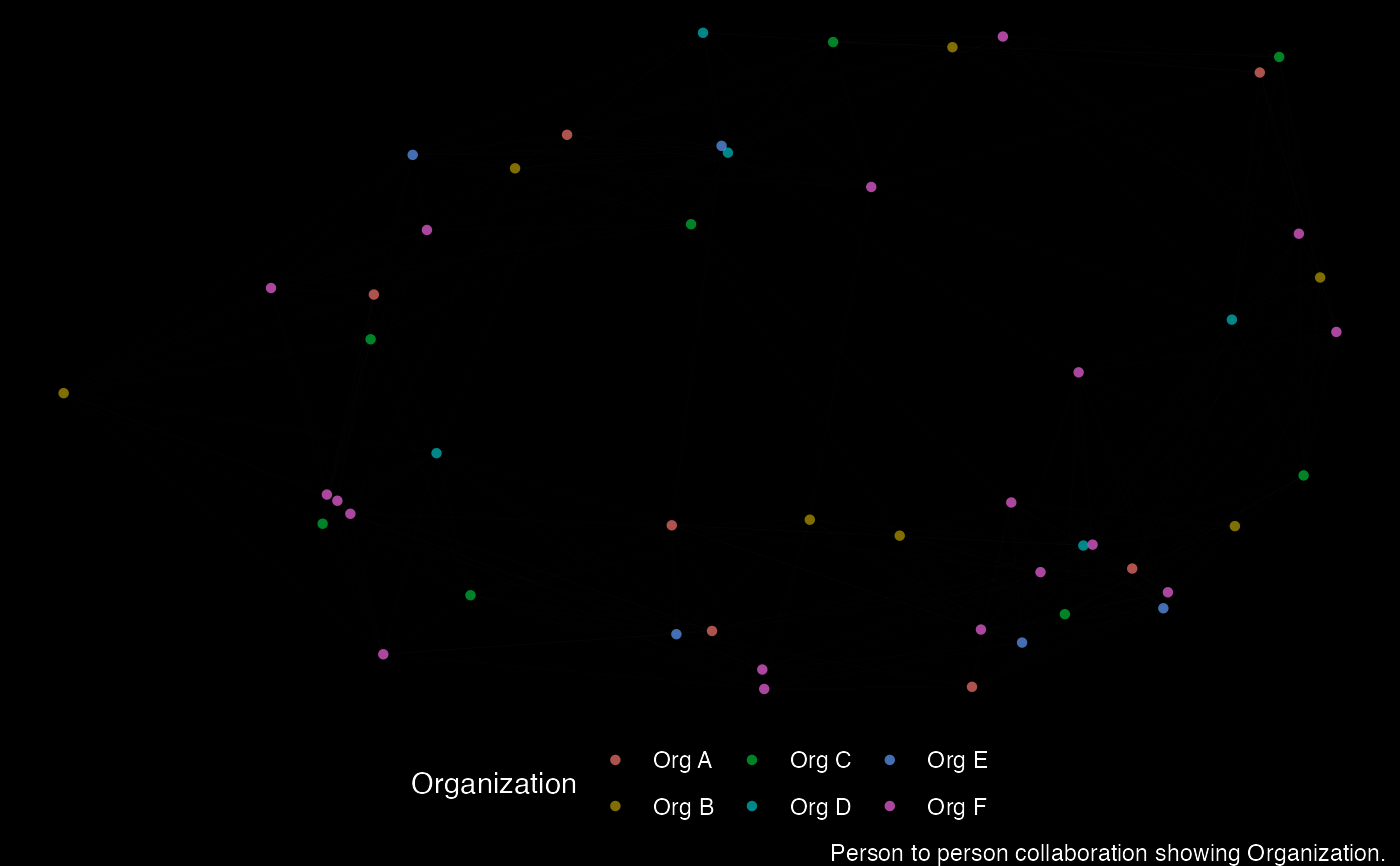 Organization
Org A
Org C
Org E
Org B
Org D
Org F
Person to person collaboration showing Organization.